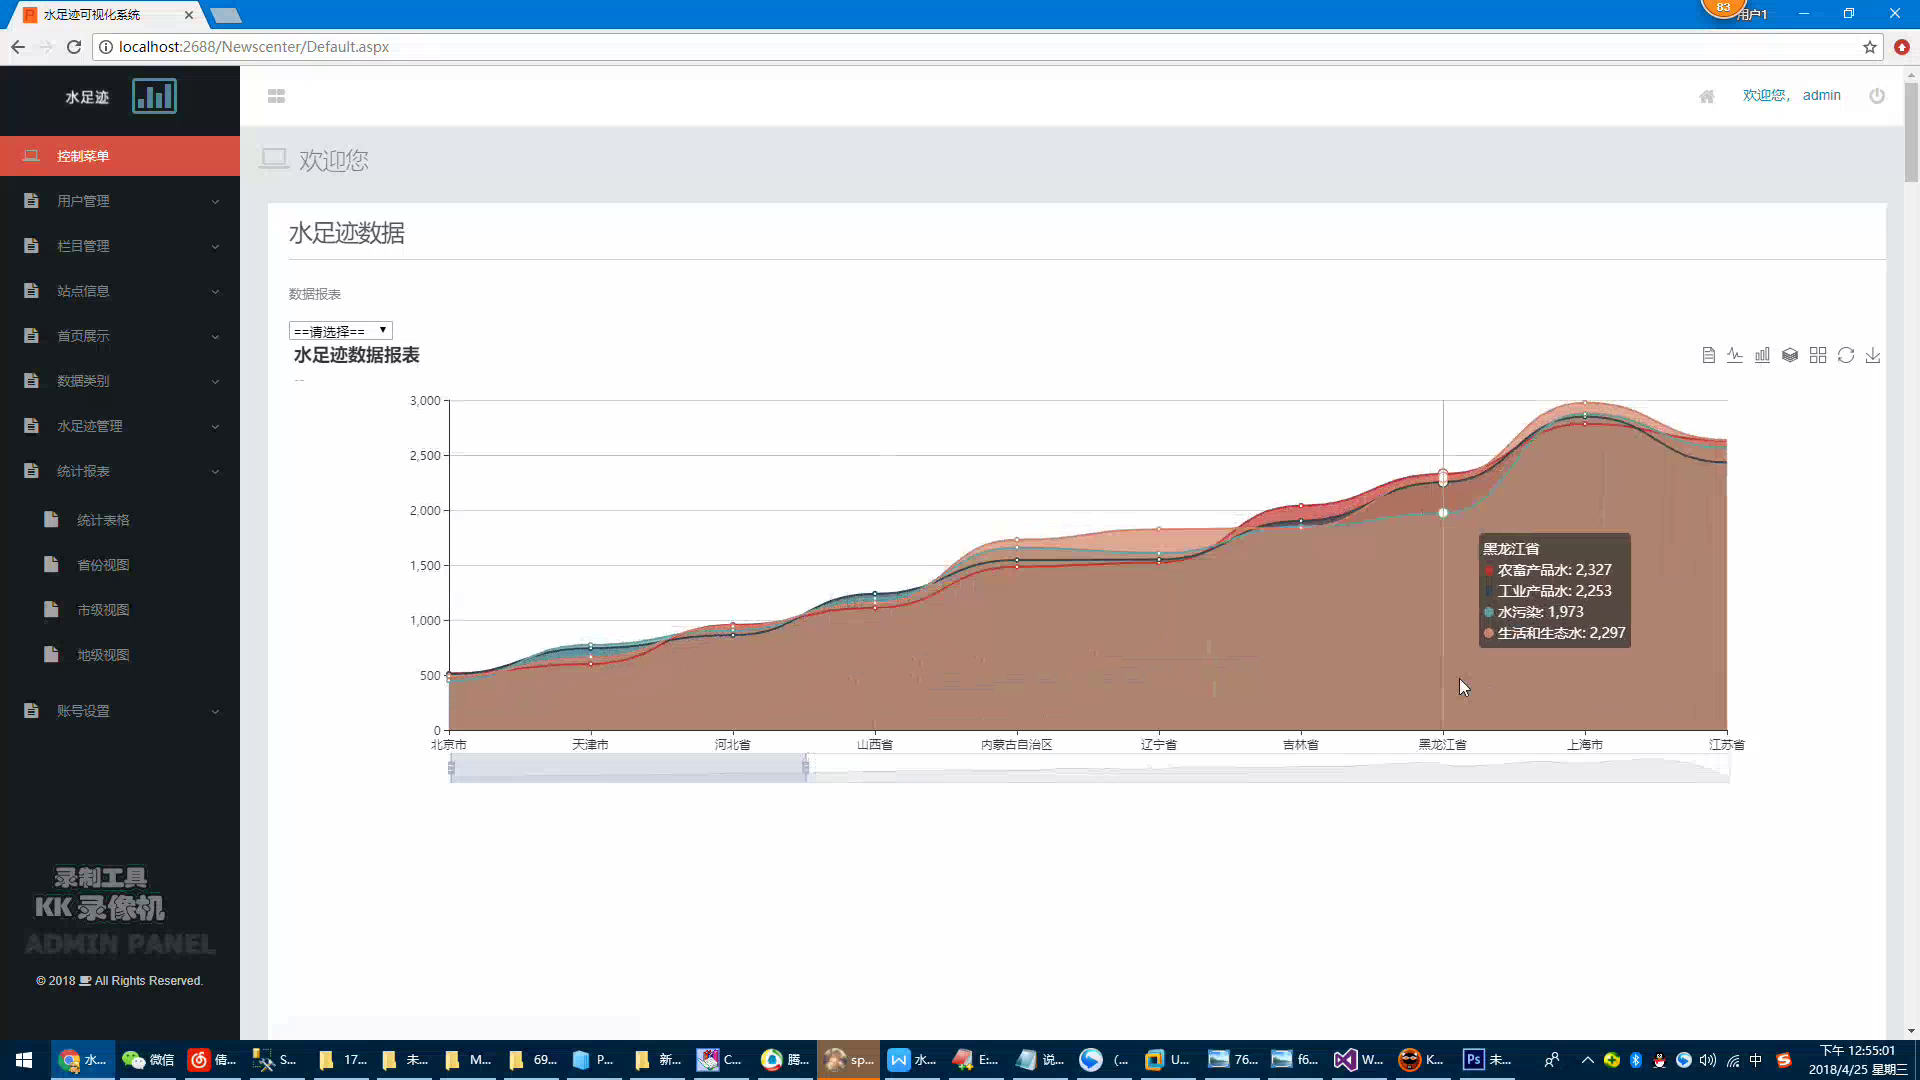 水足迹可视化系统
83
用户1
localhost:2688/Newscenter/Default.aspx
水足迹
欢迎您， admin
控制菜单
用户管理
栏目管理
站点信息
首页展示
数据类别
水足迹管理
统计报表
统计表格
省份视图
市级视图
地级视图
账号设置
录制工具
KK 录像机
ADMIN PANEL
© 2018 All Rights Reserved.
欢迎您
水足迹数据
数据报表
==请选择==
水足迹数据报表
--
3,000
2,500
2,000
1,500
1,000
500
0
北京市
天津市
河北省
山西省
内蒙古自治区
辽宁省
吉林省
黑龙江省
上海市
江苏省
黑龙江省
农畜产品水: 2,327
工业产品水: 2,253
水污染: 1,973
生活和生态水: 2,297
水...
微信
倩...
S...
17...
未...
M...
69...
P...
新...
C...
腾...
sp...
水...
E:...
说...
(...
U...
76...
f6...
W...
K...
Ps
未...
中
下午 12:55:01
2018/4/25 星期三